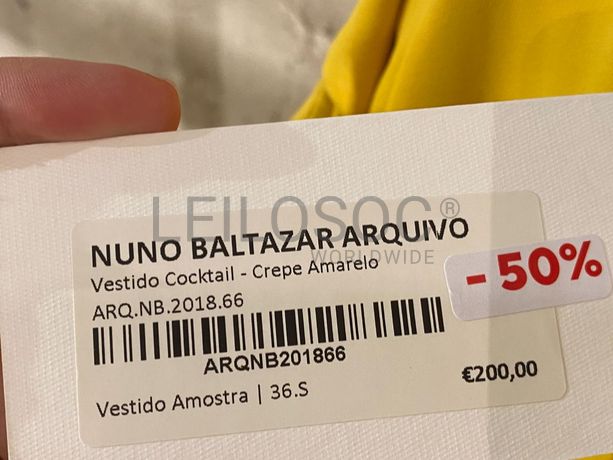 LEILOSOC®
WORLDWIDE
NUNO BALTAZAR ARQUIVO
Vestido Cocktail - Crepe Amarelo
ARQ.NB.2018.66
- 50%
ARQNB201866
€200,00
Vestido Amostra | 36.S